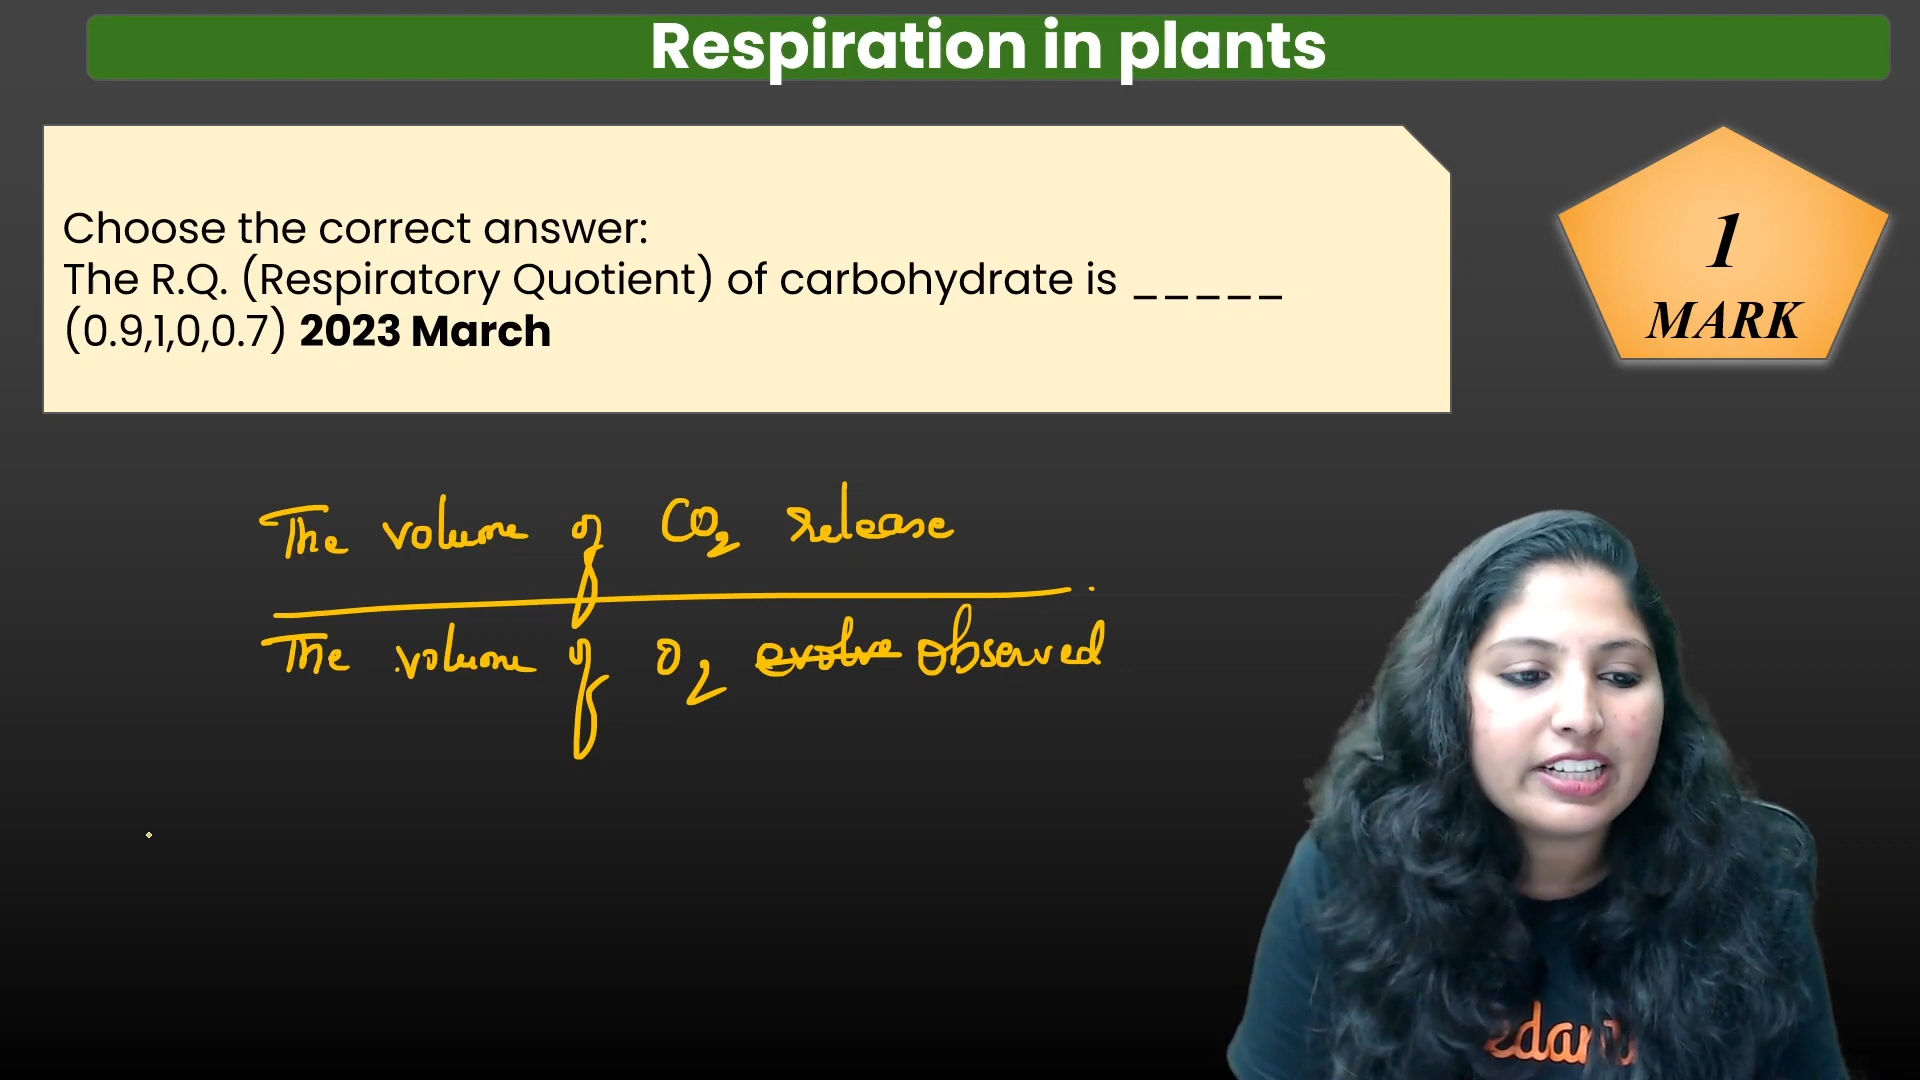 Respiration in plants
Choose the correct answer:
The R.Q. (Respiratory Quotient) of carbohydrate is _____
(0.9,1,0,0.7) 2023 March
1
MARK
The volume of CO2 release
The volume of O2 evolve observed
edant